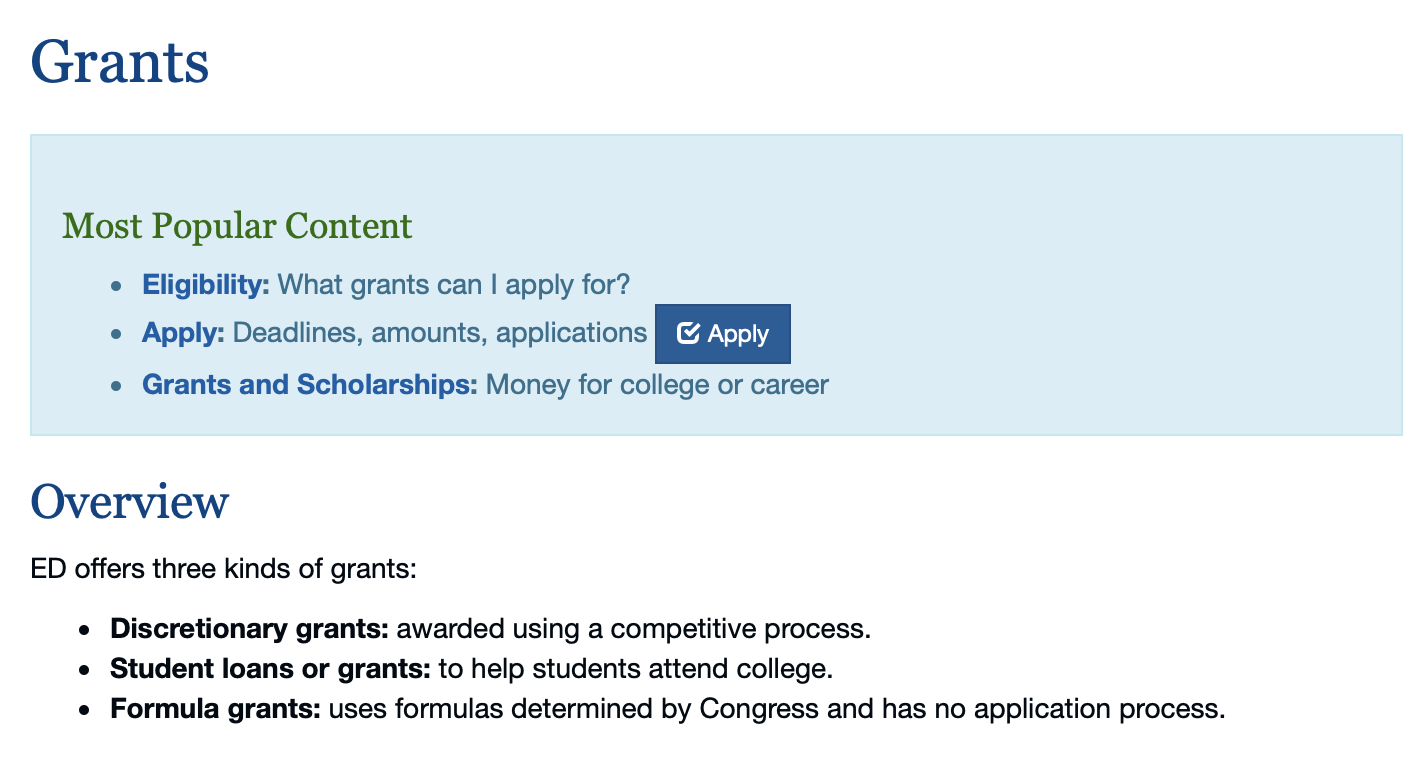 Grants
Most Popular Content
• Eligibility: What grants can I apply for?
• Apply: Deadlines, amounts, applications Apply
• Grants and Scholarships: Money for college or career
Overview
ED offers three kinds of grants:
• Discretionary grants: awarded using a competitive process.
• Student loans or grants: to help students attend college.
• Formula grants: uses formulas determined by Congress and has no application process.